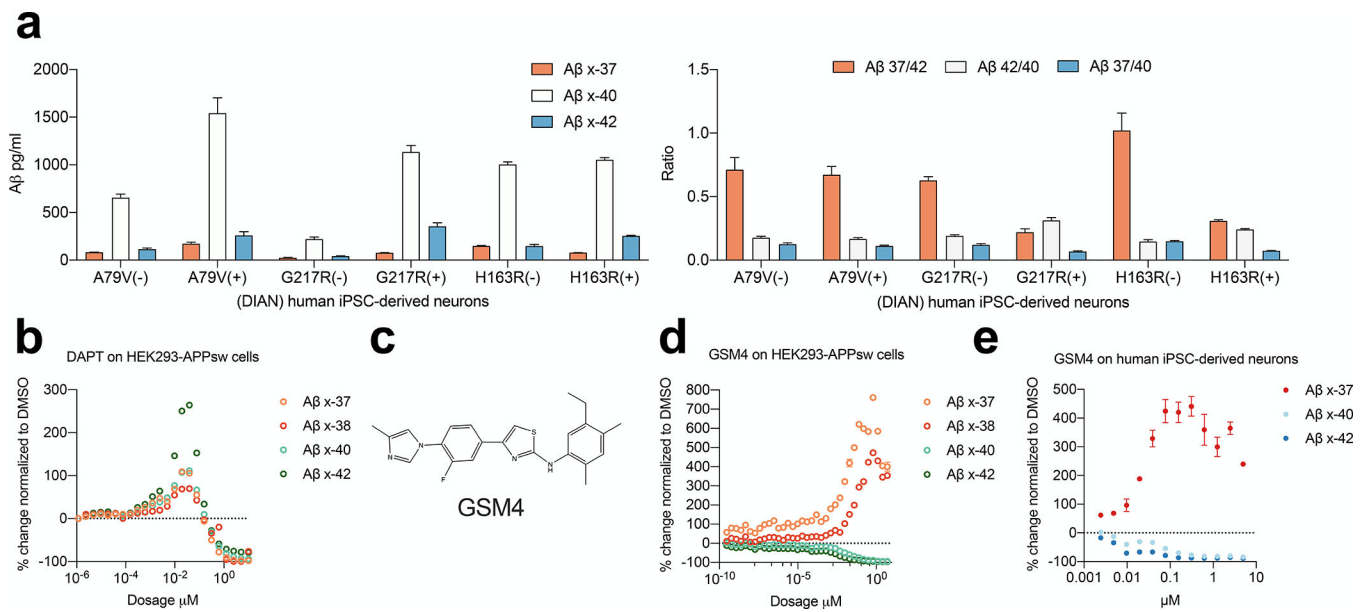 a
2000
1500
1000
500
0
Aβ pg/ml
Aβ x-37
Aβ x-40
Aβ x-42
A79V(-)
A79V(+)
G217R(-)
G217R(+)
H163R(-)
H163R(+)
(DIAN) human iPSC-derived neurons
1.5
1.0
0.5
0.0
Ratio
Aβ 37/42
Aβ 42/40
Aβ 37/40
A79V(-)
A79V(+)
G217R(-)
G217R(+)
H163R(-)
H163R(+)
(DIAN) human iPSC-derived neurons
b
DAPT on HEK293-APPsw cells
% change normalized to DMSO
300
200
100
0
-100
10-6
10-4
10-2
100
Dosage μM
Aβ x-37
Aβ x-38
Aβ x-40
Aβ x-42
c
N
N
F
S
N
N
H
GSM4
d
GSM4 on HEK293-APPsw cells
% change normalized to DMSO
800
700
600
500
400
300
200
100
0
-100
10-10
10-5
100
Dosage μM
Aβ x-37
Aβ x-38
Aβ x-40
Aβ x-42
e
GSM4 on human iPSC-derived neurons
% change normalized to DMSO
500
400
300
200
100
0
-100
0.001
0.01
0.1
1
10
μM
Aβ x-37
Aβ x-40
Aβ x-42